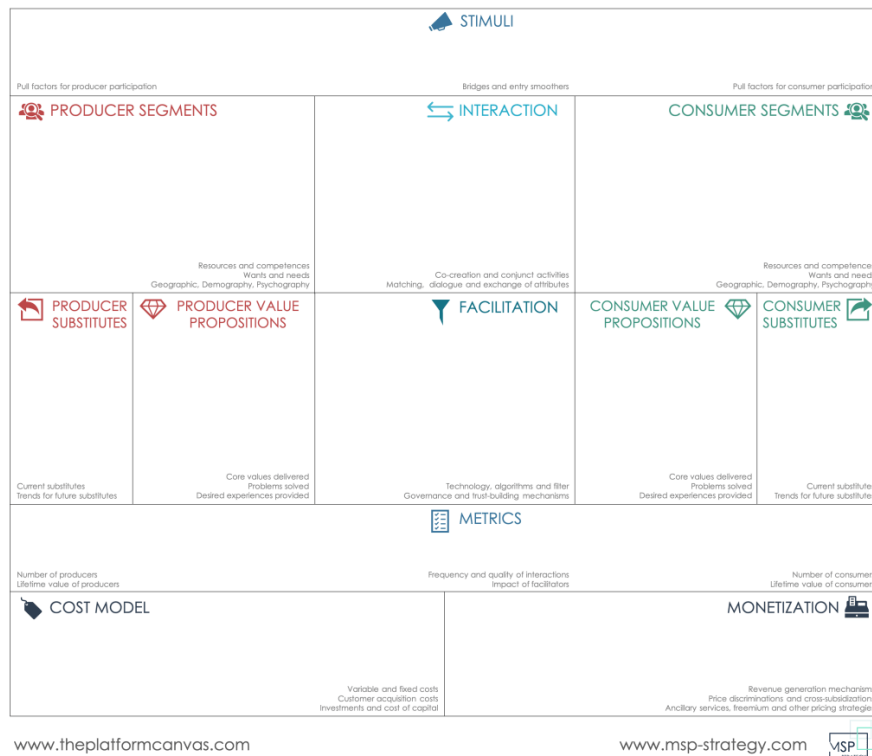 STIMULI
Pull factors for producer participation
Bridges and entry smoothers
Pull factors for consumer participation
PRODUCER SEGMENTS
Resources and competences
Wants and needs
Geographic, Demography, Psychography
INTERACTION
Co-creation and conjunct activities
Matching, dialogue and exchange of attributes
CONSUMER SEGMENTS
Resources and competence
Wants and need
Geographic, Demography, Psychography
PRODUCER
SUBSTITUTES
Current substitutes
Trends for future substitutes
PRODUCER VALUE
PROPOSITIONS
Core values delivered
Problems solved
Desired experiences provided
FACILITATION
Technology, algorithms and filter
Governance and trust-building mechanisms
CONSUMER VALUE
PROPOSITIONS
Core values delivered
Problems solved
Desired experiences provided
CONSUMER
SUBSTITUTES
Current substitute
Trends for future substitute
METRICS
Number of producers
Lifetime value of producers
Frequency and quality of interactions
Impact of facilitators
Number of consumer
Lifetime value of consumer
COST MODEL
Variable and fixed costs
Customer acquisition costs
Investments and cost of capital
MONETIZATION
Revenue generation mechanism
Price discriminations and cross-subsidization
Ancillary services, freemium and other pricing strategie
www.theplatformcanvas.com
www.msp-strategy.com
MSP